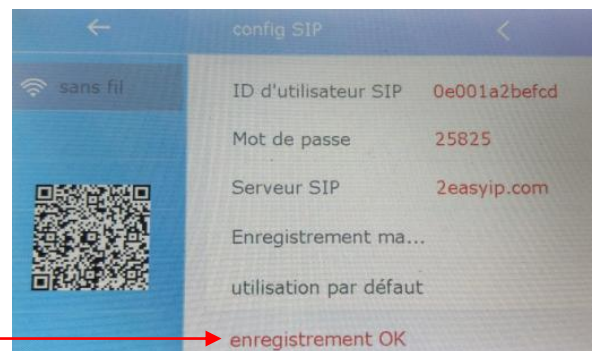 config SIP
sans fil
ID d'utilisateur SIP 0e001a2befcd
Mot de passe 25825
Serveur SIP 2easyip.com
Enregistrement ma...
utilisation par défaut
enregistrement OK